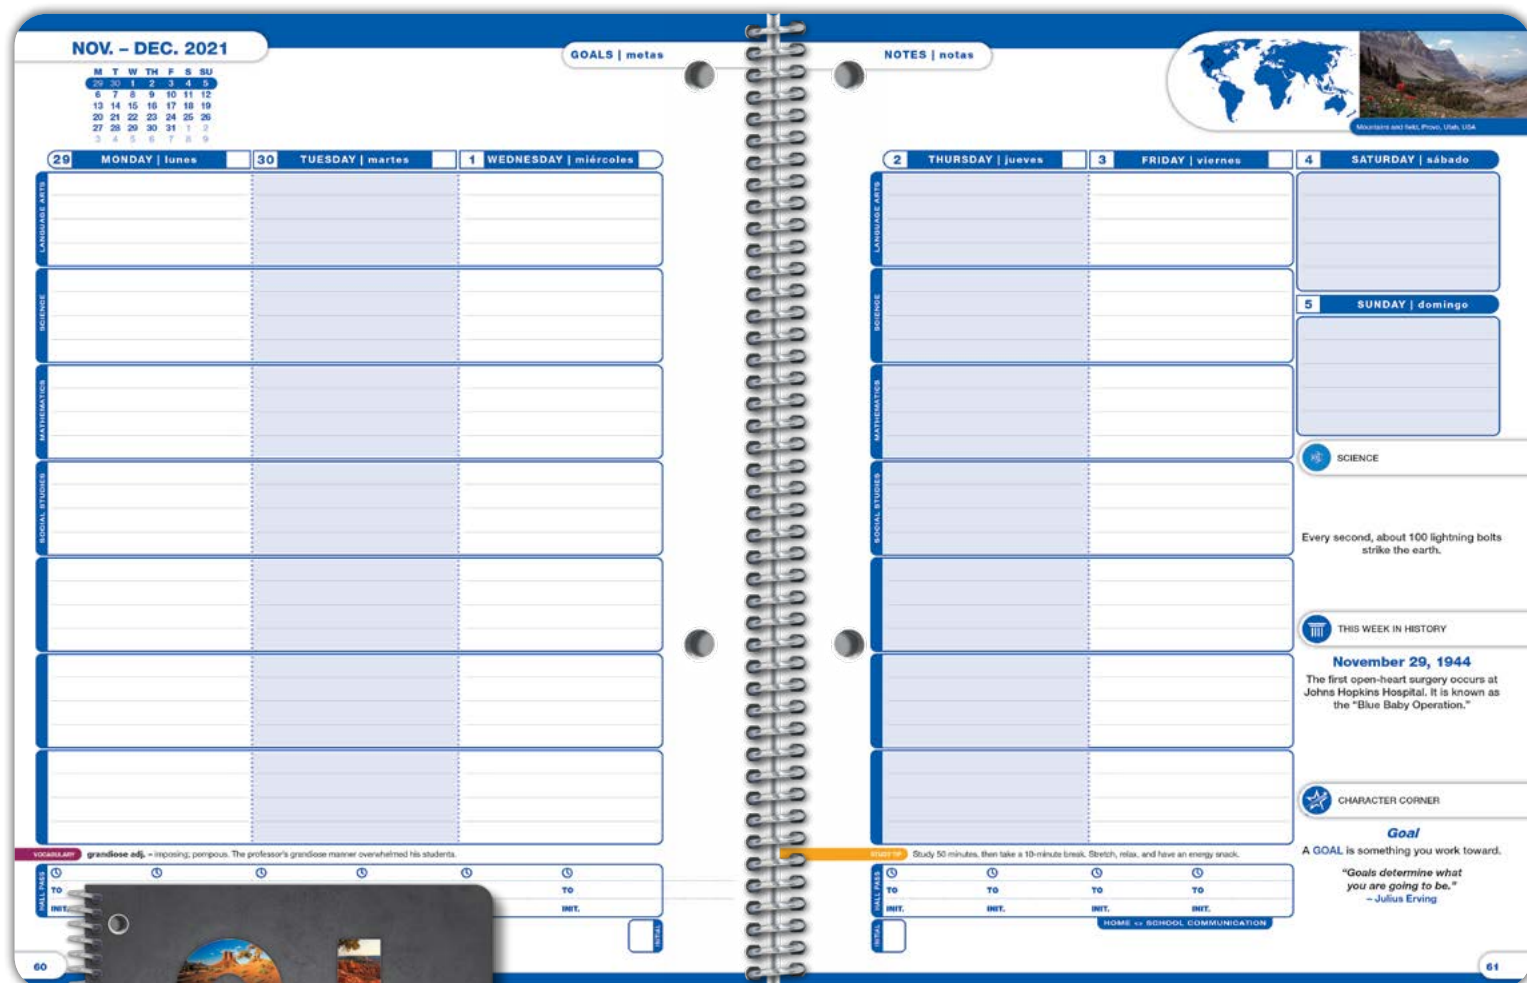 NOV. – DEC. 2021
M T W TH F S SU
29 30 1 2 3 4 5
6 7 8 9 10 11 12
13 14 15 16 17 18 19
20 21 22 23 24 25 26
27 28 29 30 31 1 2
3 4 5 6 7 8 9
GOALS | metas
29 MONDAY | lunes 30 TUESDAY | martes 1 WEDNESDAY | miércoles
LANGUAGE ARTS
SCIENCE
MATHEMATICS
SOCIAL STUDIES
VOCABULARY grandiose adj. – imposing; pompous. The professor's grandiose manner overwhelmed his students.
HALL PASS
TO TO
INIT. INIT.
INITIAL
60
NOTES | notas
Mountains and field, Provo, Utah, USA
2 THURSDAY | jueves 3 FRIDAY | viernes 4 SATURDAY | sábado
LANGUAGE ARTS
SCIENCE
MATHEMATICS
SOCIAL STUDIES
5 SUNDAY | domingo
SCIENCE
Every second, about 100 lightning bolts
strike the earth.
THIS WEEK IN HISTORY
November 29, 1944
The first open-heart surgery occurs at
Johns Hopkins Hospital. It is known as
the “Blue Baby Operation.”
CHARACTER CORNER
Goal
A GOAL is something you work toward.
“Goals determine what
you are going to be.”
– Julius Erving
STUDY TIP Study 50 minutes, then take a 10-minute break. Stretch, relax, and have an energy snack.
HALL PASS
TO TO TO TO
INIT. INIT. INIT. INIT.
HOME <> SCHOOL COMMUNICATION
INITIAL
61